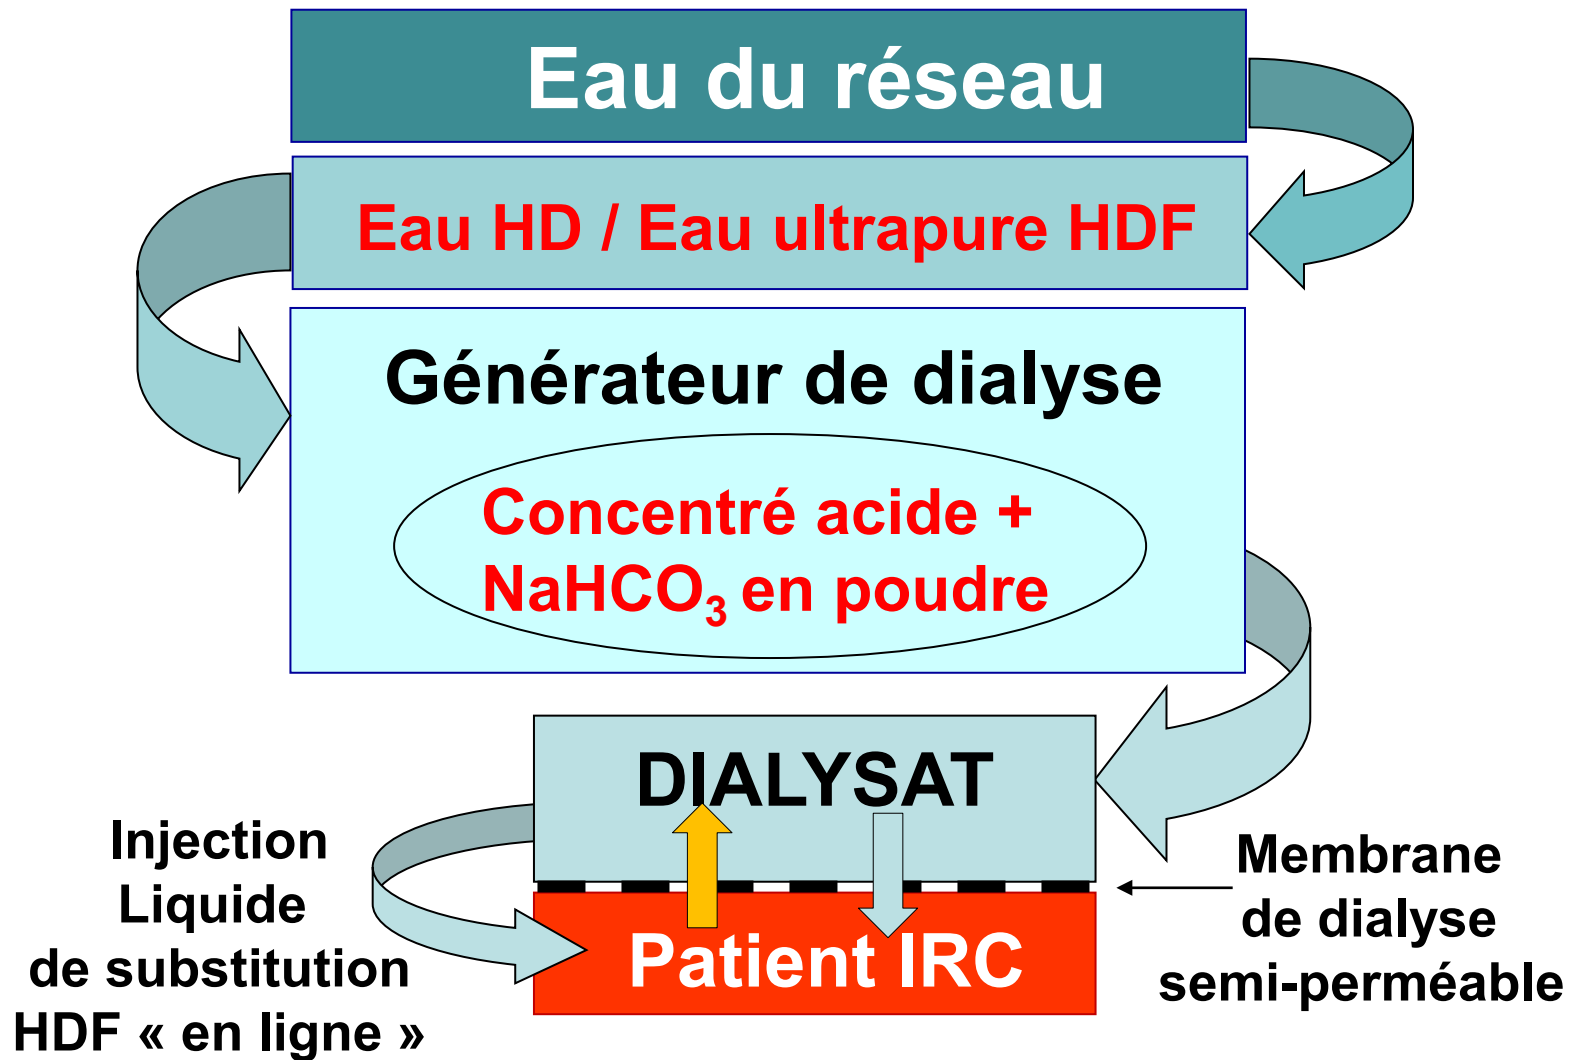 Eau du réseau
Eau HD / Eau ultrapure HDF
Générateur de dialyse
Concentré acide +
NaHCO₃ en poudre
DIALYSAT
Injection
Liquide
de substitution
HDF « en ligne »
Patient IRC
Membrane
de dialyse
semi-perméable